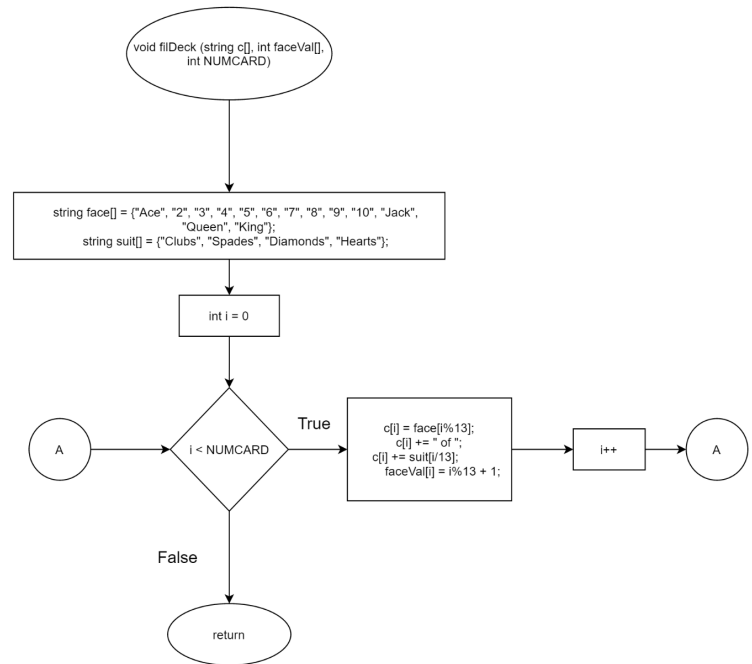 void filDeck (string c[], int faceVal[],
int NUMCARD)
string face[] = {"Ace", "2", "3", "4", "5", "6", "7", "8", "9", "10", "Jack",
"Queen", "King"};
string suit[] = {"Clubs", "Spades", "Diamonds", "Hearts"};
int i = 0
A
i < NUMCARD
True
c[i] = face[i%13];
c[i] += " of ";
c[i] += suit[i/13];
faceVal[i] = i%13 + 1;
i++
A
False
return